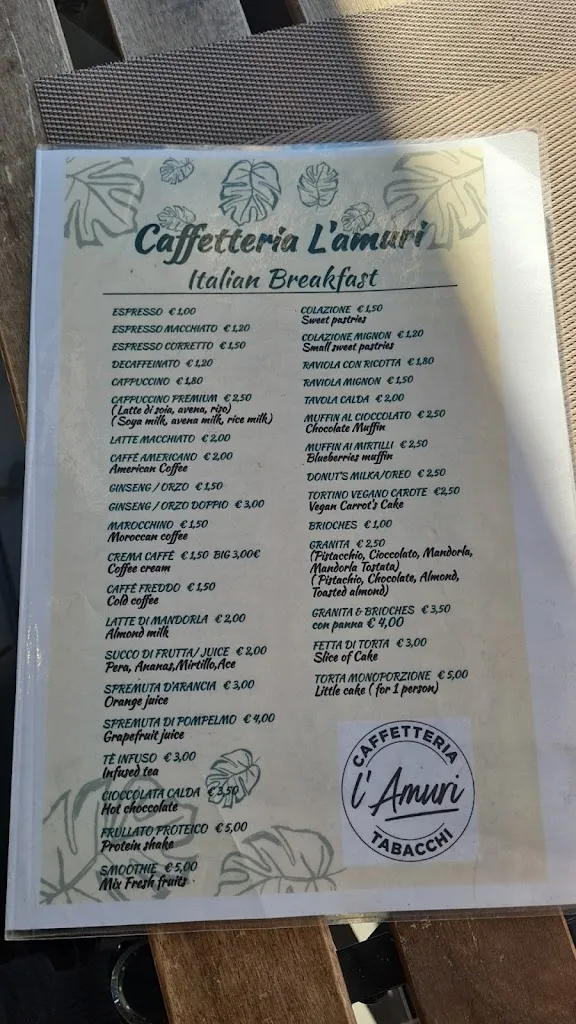 Caffetteria L'amuri
Italian Breakfast
ESPRESSO € 1,00
ESPRESSO MACCHIATO € 1,20
ESPRESSO CORRETTO € 1,50
DECAFFEINATO € 1,20
CAPPUCCINO € 1,80
CAPPUCCINO PREMIUM € 2,50
( Latte di soia, avena, riso)
( Soya milk, avena milk, rice milk)
LATTE MACCHIATO € 2,00
CAFFÉ AMERICANO € 2,00
American Coffee
GINSENG / ORZO € 1,50
GINSENG / ORZO DOPPIO € 3,00
MAROCCHINO € 1,50
Moroccan coffee
CREMA CAFFÉ € 1,50 BIG 3,00€
Coffee cream
CAFFÉ FREDDO € 1,50
Cold coffee
LATTE DI MANDORLA € 2,00
Almond milk
SUCCO DI FRUTTA/ JUICE € 2,00
Pera, Ananas,Mirtillo,Ace
SPREMUTA D'ARANCIA € 3,00
Orange juice
SPREMUTA DI POMPELMO € 4,00
Grapefruit juice
TÈ INFUSO € 3,00
Infused tea
CIOCCOLATA CALDA € 3,50
Hot choccolate
FRULLATO PROTEICO € 5,00
Protein shake
SMOOTHIE € 5,00
Mix Fresh fruits
COLAZIONE € 1,50
Sweet pastries
COLAZIONE MIGNON € 1,20
Small sweet pastries
RAVIOLA CON RICOTTA € 1,80
RAVIOLA MIGNON € 1,50
TAVOLA CALDA € 2,00
MUFFIN AL CIOCCOLATO € 2,50
Chocolate Muffin
MUFFIN AI MIRTILLI € 2,50
Blueberries muffin
DONUT'S MILKA/OREO € 2,50
TORTINO VEGANO CAROTE €2,50
Vegan Carrot's Cake
BRIOCHES € 1,00
GRANITA € 2,50
(Pistacchio, Cioccolato, Mandorla,
Mandorla Tostata)
( Pistachio, Chocolate, Almond,
Toasted almond)
GRANITA & BRIOCHES € 3,50
con panna € 4,00
FETTA DI TORTA € 3,00
Slice of Cake
TORTA MONOPORZIONE € 5,00
Little cake ( for 1 person)
CAFFETTERIA
l'Amuri
TABACCHI